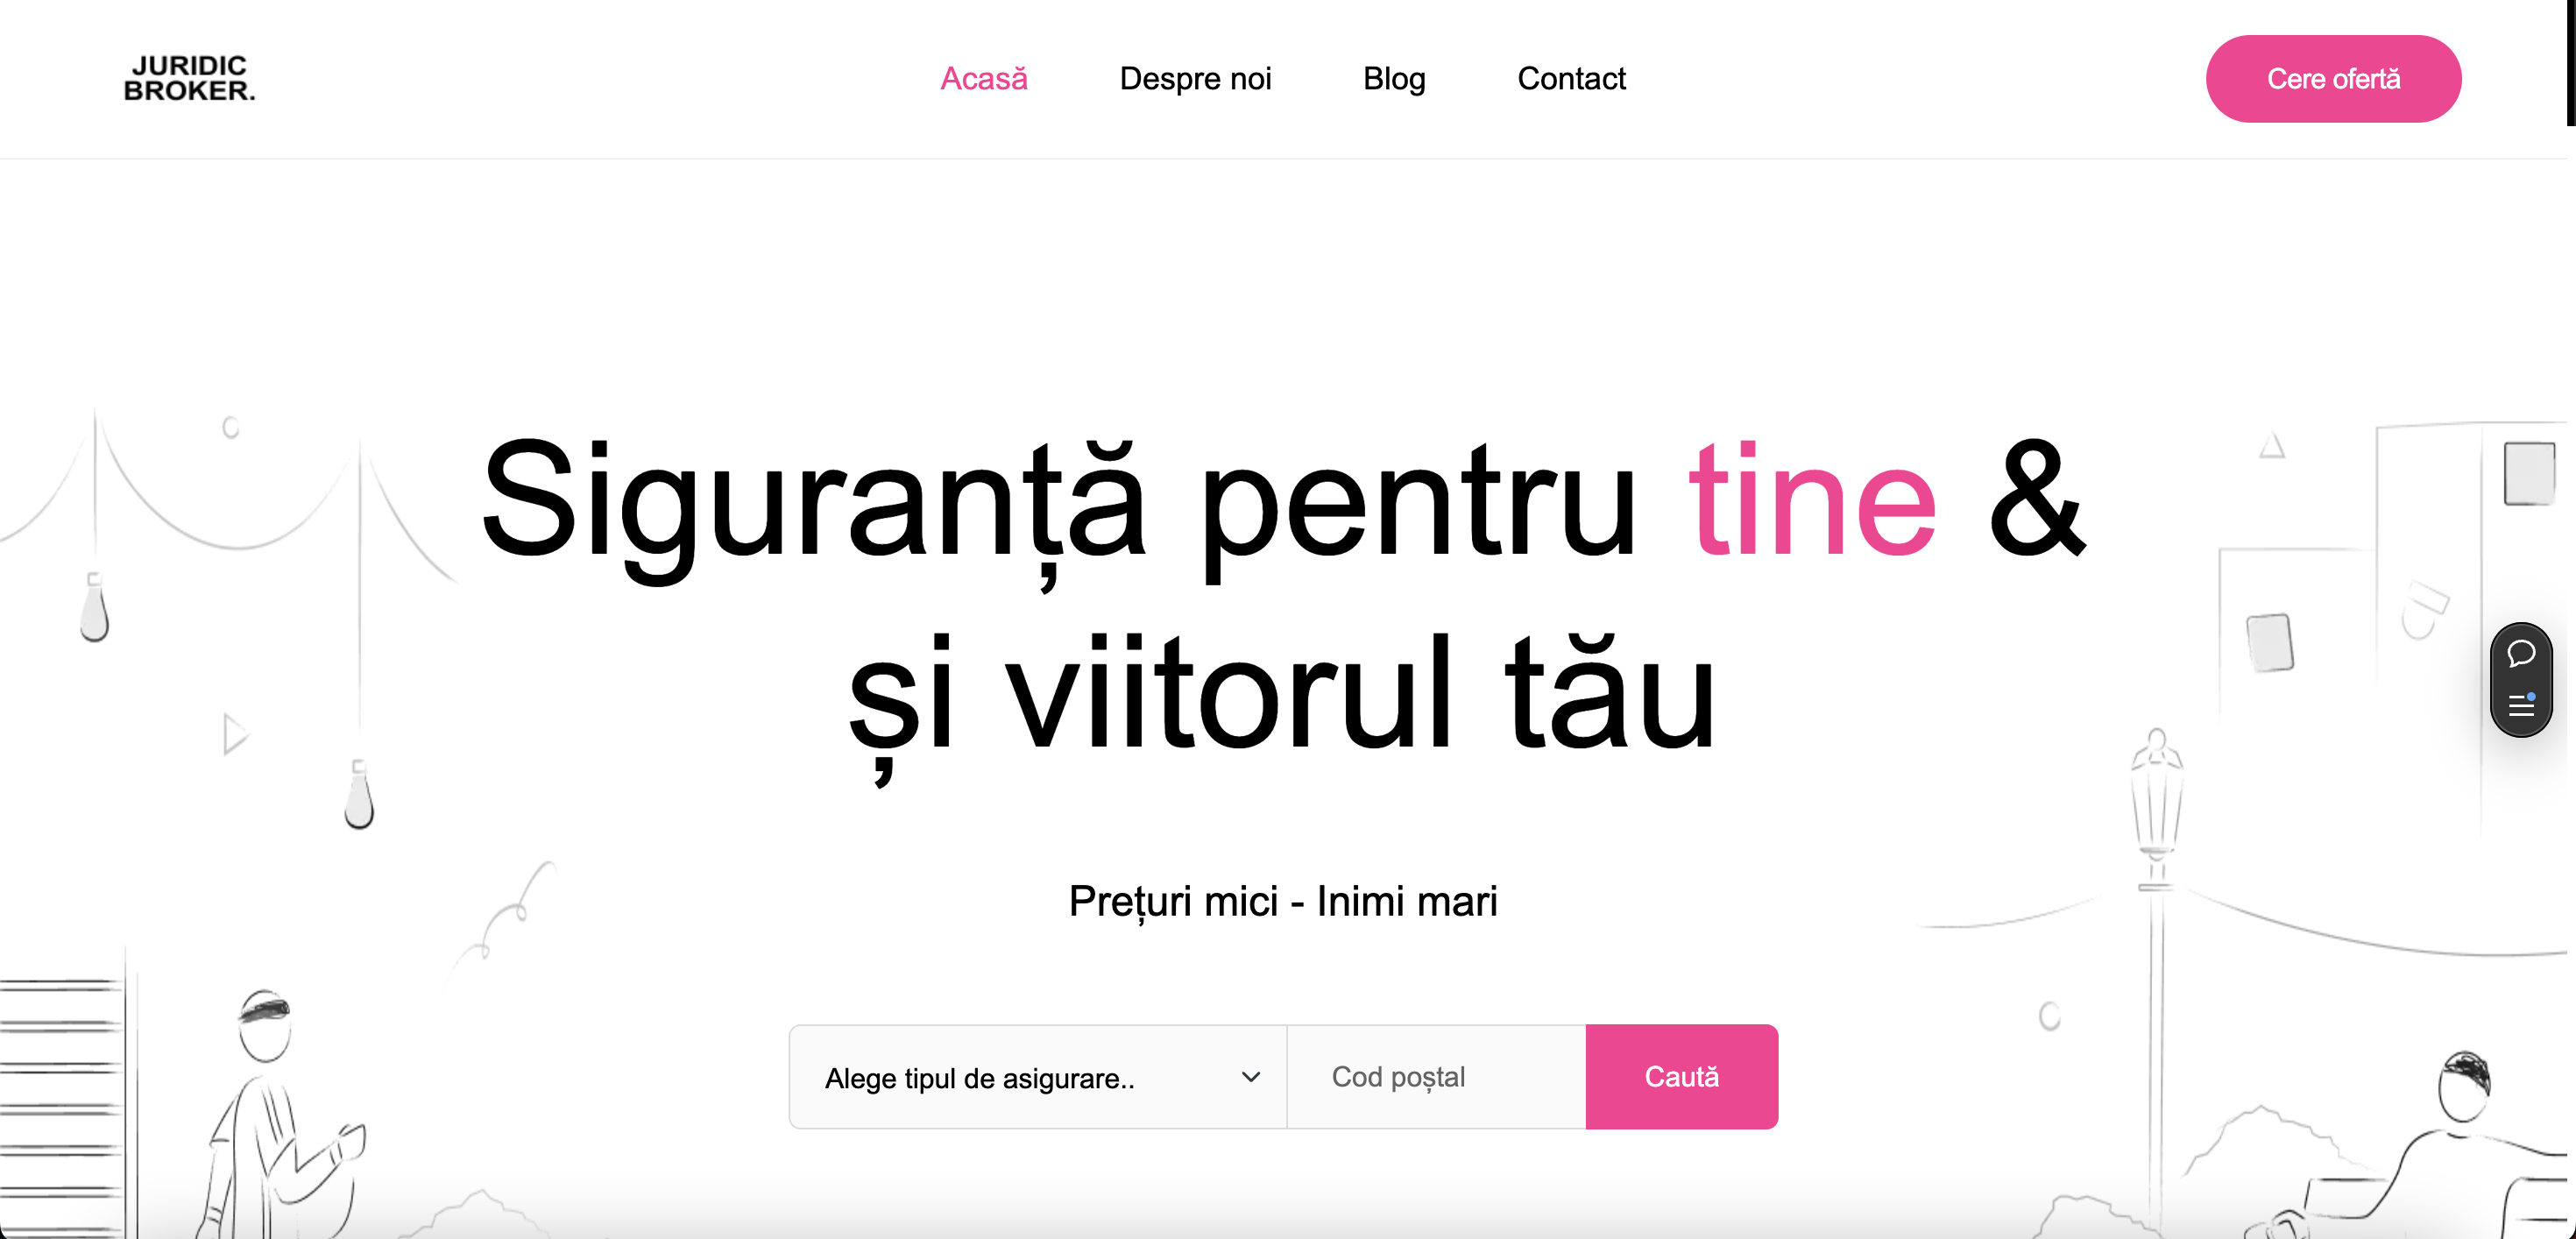 JURIDIC
BROKER.
Acasă
Despre noi
Blog
Contact
Cere ofertă
Siguranță pentru tine &
și viitorul tău
Prețuri mici - Inimi mari
Alege tipul de asigurare..
Cod poștal
Caută